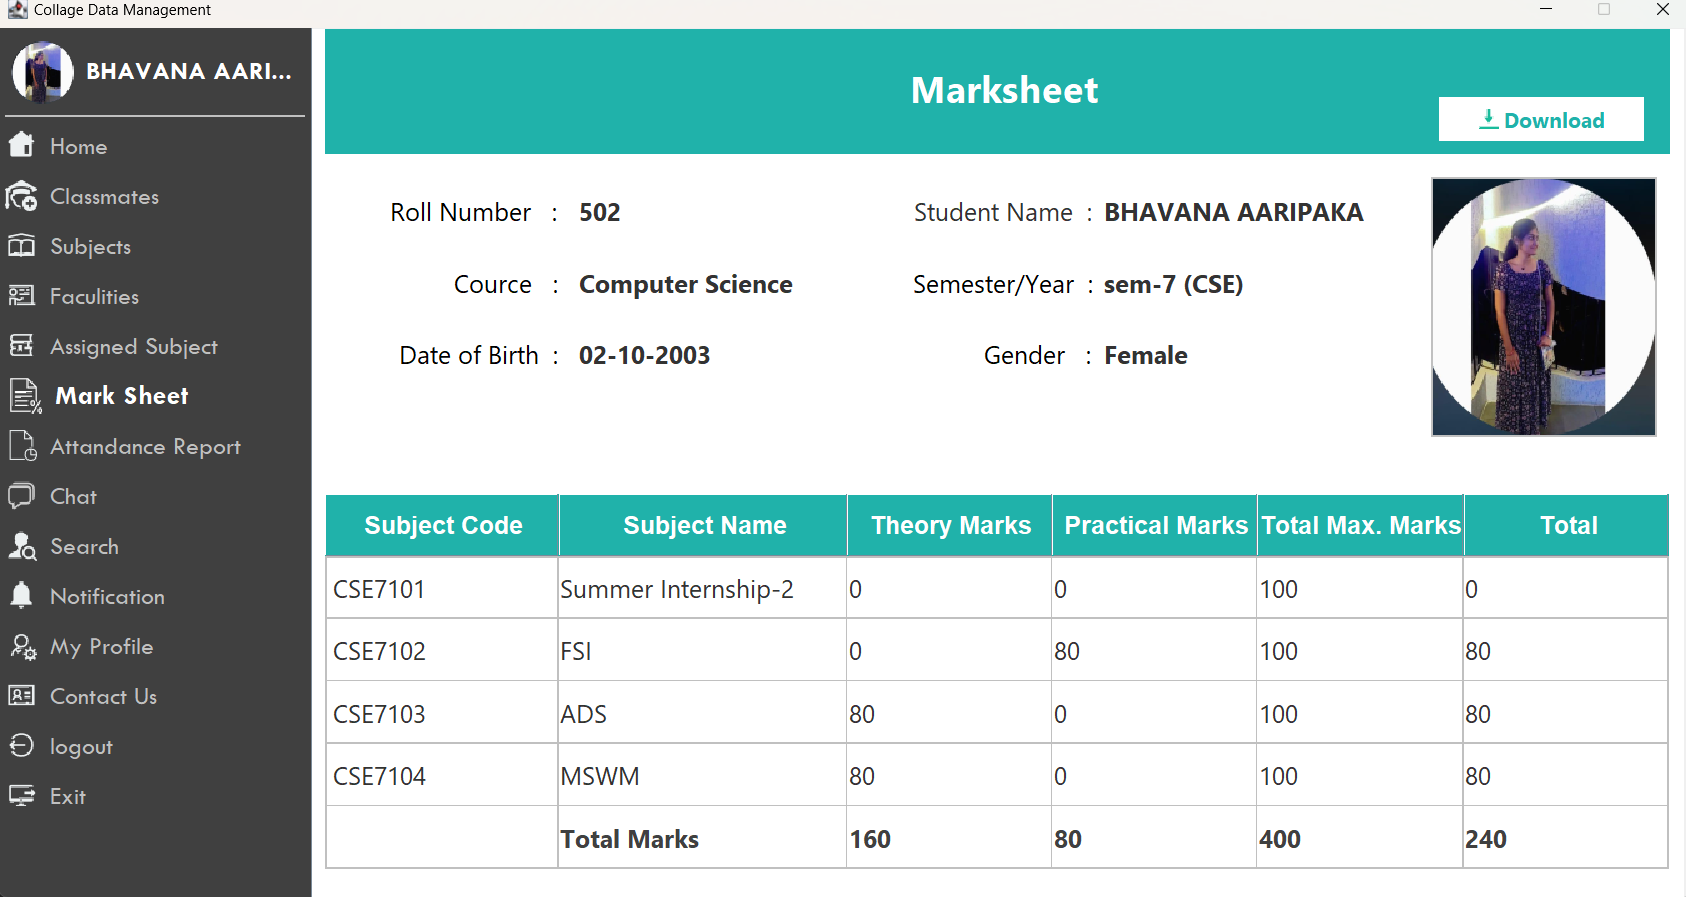 Collage Data Management
BHAVANA AARI...
Home
Classmates
Subjects
Faculities
Assigned Subject
Mark Sheet
Attandance Report
Chat
Search
Notification
My Profile
Contact Us
logout
Exit
Marksheet
Download
Roll Number : 502 Student Name : BHAVANA AARIPAKA
Cource : Computer Science Semester/Year : sem-7 (CSE)
Date of Birth : 02-10-2003 Gender : Female
Subject Code Subject Name Theory Marks Practical Marks Total Max. Marks Total
CSE7101 Summer Internship-2 0 0 100 0
CSE7102 FSI 0 80 100 80
CSE7103 ADS 80 0 100 80
CSE7104 MSWM 80 0 100 80
Total Marks 160 80 400 240